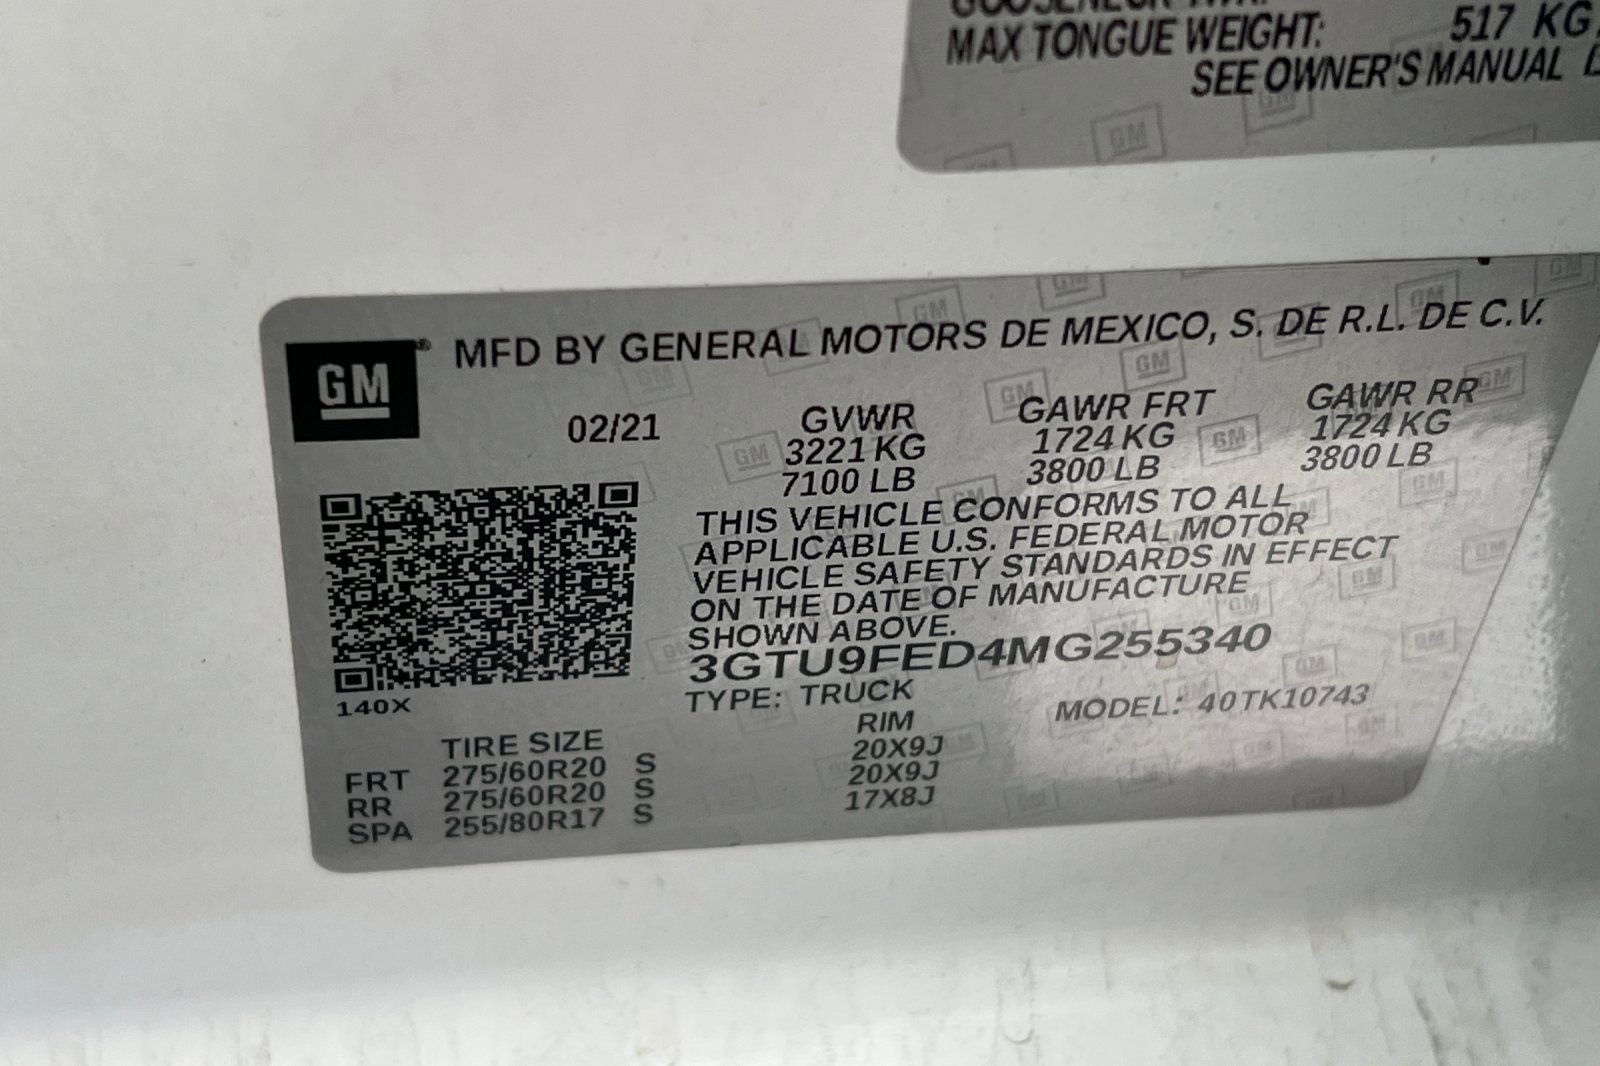 MAX TONGUE WEIGHT: 517 KG
SEE OWNER'S MANUAL
GM
MFD BY GENERAL MOTORS DE MEXICO, S. DE R.L. DE C.V.
02/21 GVWR GAWR FRT GAWR RR
3221 KG 1724 KG 1724 KG
7100 LB 3800 LB 3800 LB
THIS VEHICLE CONFORMS TO ALL
APPLICABLE U.S. FEDERAL MOTOR
VEHICLE SAFETY STANDARDS IN EFFECT
ON THE DATE OF MANUFACTURE
SHOWN ABOVE.
3GTU9FED4MG255340
140X TYPE: TRUCK MODEL: 40TK10743
TIRE SIZE RIM
FRT 275/60R20 S 20X9J
RR 275/60R20 S 20X9J
SPA 255/80R17 S 17X8J